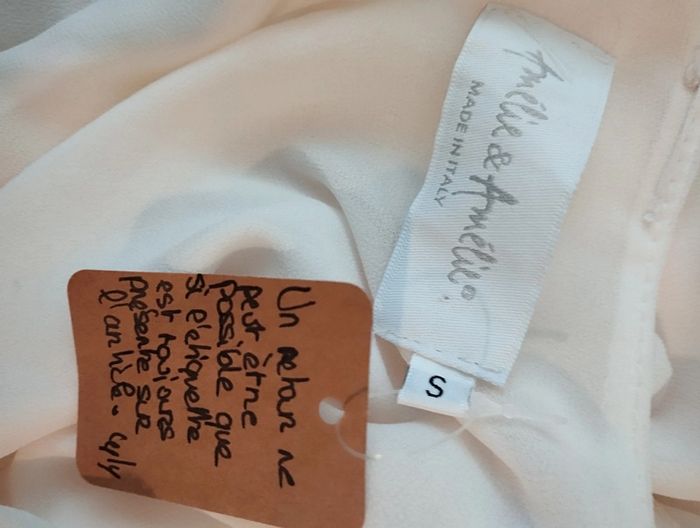 Amélie & Amélie
MADE IN ITALY
S
Un retour ne
peut être
possible que
si l'étiquette
est toujours
présente sur
l'article.